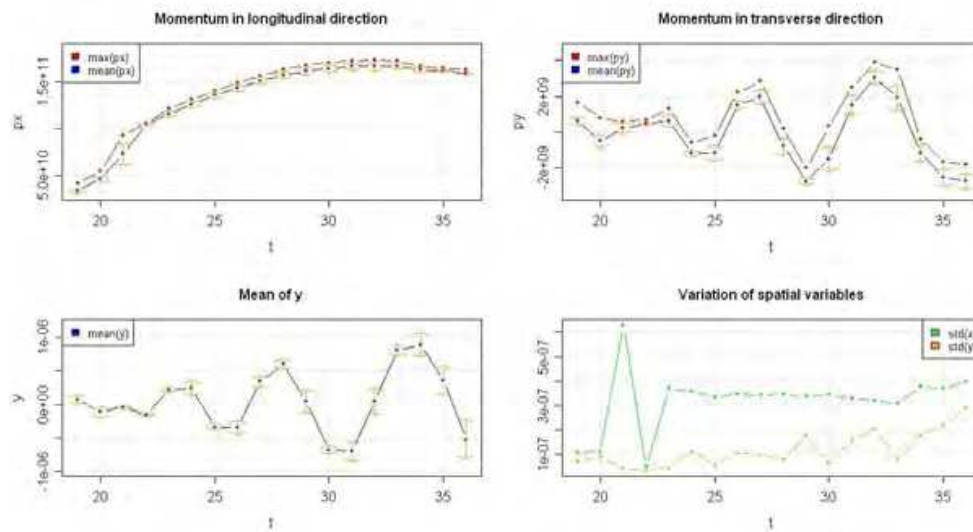 Momentum in longitudinal direction
max(px)
mean(px)
px
1.5e+11
5.0e+10
20 25 30 35
t
Momentum in transverse direction
max(py)
mean(py)
py
2e+09
-2e+09
20 25 30 35
t
Mean of y
mean(y)
y
1e-06
0e+00
-1e-06
20 25 30 35
t
Variation of spatial variables
std(x
std(y
5e-07
3e-07
1e-07
20 25 30 35
t